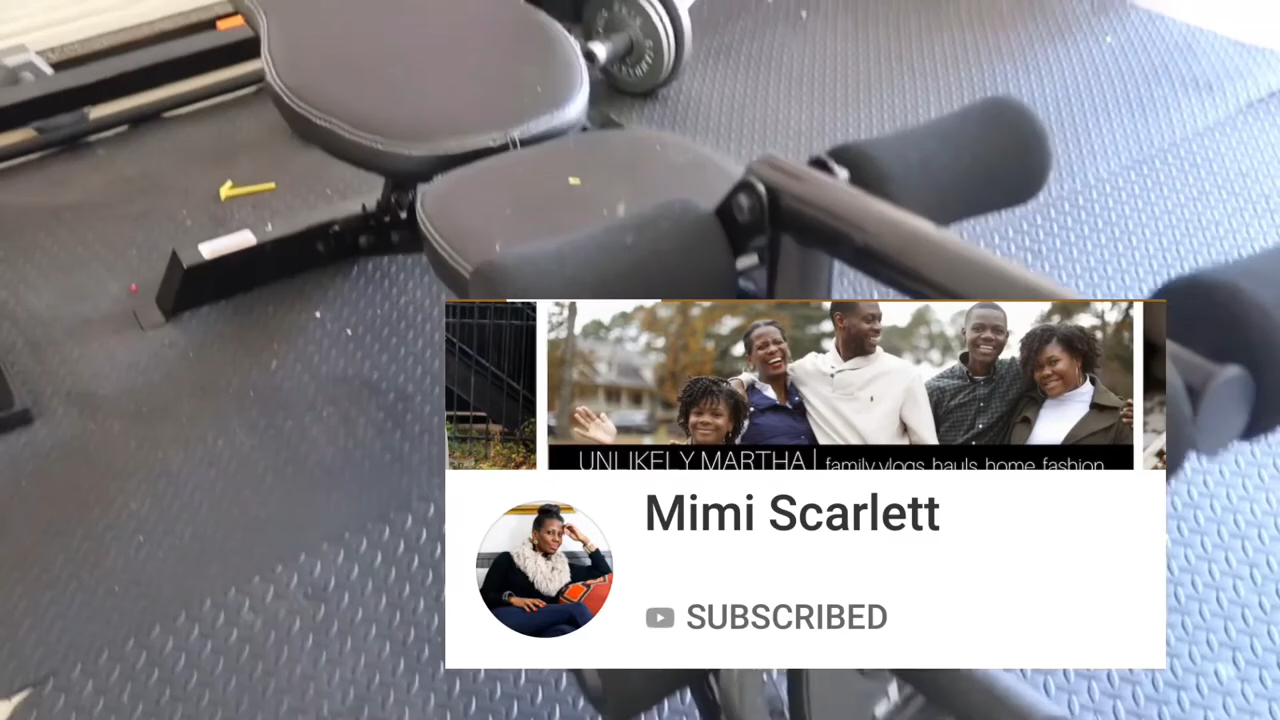 UNLIKELY MARTHA | family vlogs, hauls, home, fashion
Mimi Scarlett
SUBSCRIBED